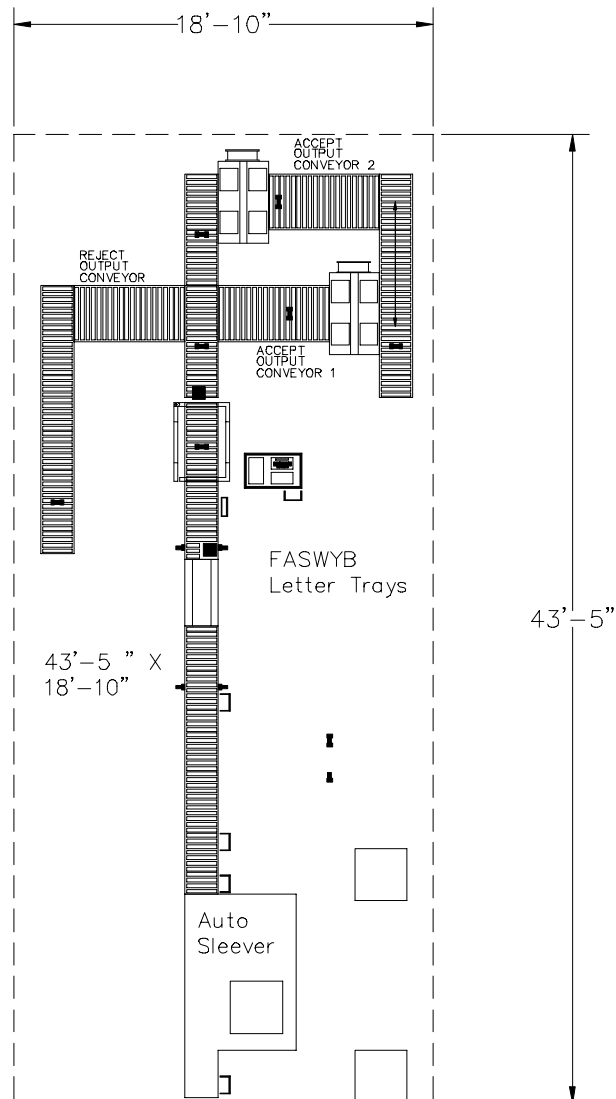 18'-10"
ACCEPT
OUTPUT
CONVEYOR 2
REJECT
OUTPUT
CONVEYOR
ACCEPT
OUTPUT
CONVEYOR 1
FASWYB
Letter Trays
43'-5"
43'-5 " X
18'-10"
Auto
Sleever